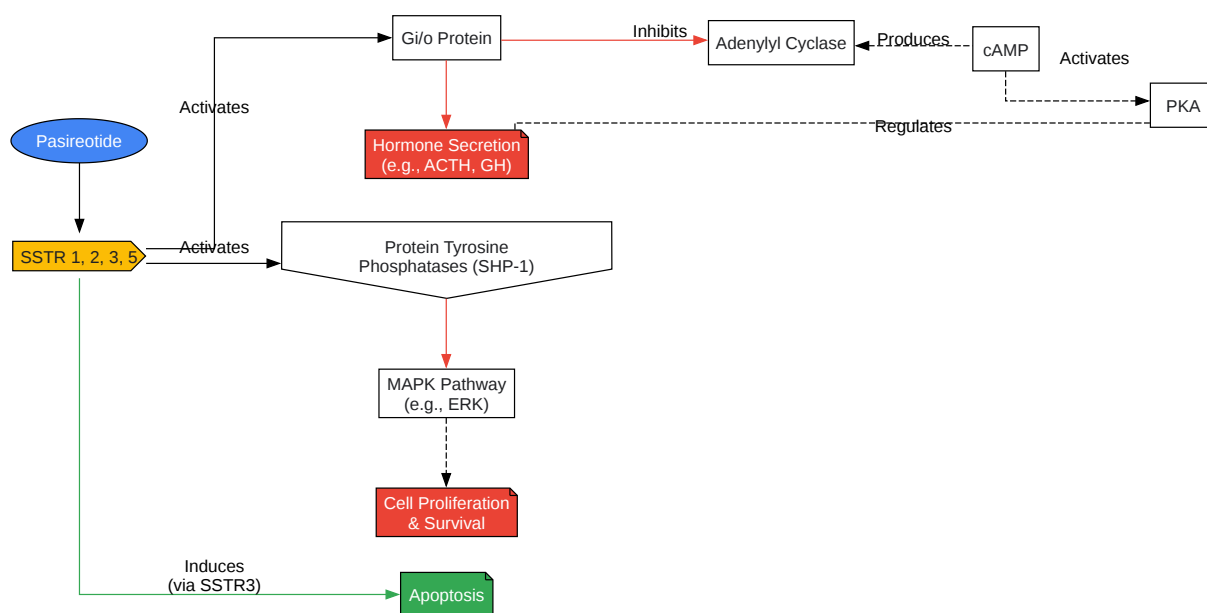 Gi/o Protein
Inhibits
Adenylyl Cyclase
Produces
cAMP
Activates
PKA
Activates
Regulates
Pasireotide
Hormone Secretion
(e.g., ACTH, GH)
SSTR 1, 2, 3, 5
Activates
Protein Tyrosine
Phosphatases (SHP-1)
MAPK Pathway
(e.g., ERK)
Cell Proliferation
& Survival
Induces
(via SSTR3)
Apoptosis